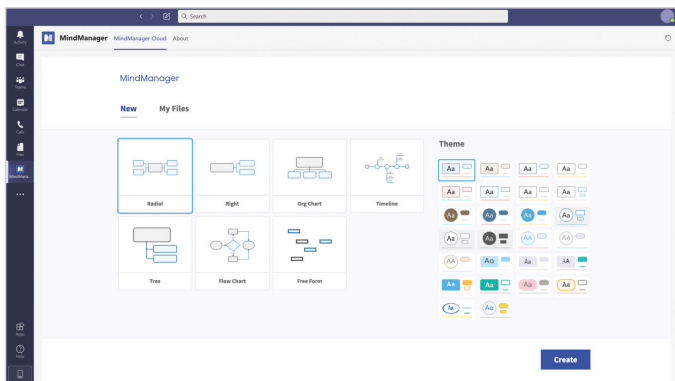 Search
Activity
Chat
Teams
Calendar
Calls
Files
MindMana...
Apps
Help
MindManager
MindManager Cloud
About
MindManager
New
My Files
Radial
Right
Org Chart
Timeline
Tree
Flow Chart
Free Form
Theme
Aa Aa Aa Aa
Aa Aa Aa Aa
Aa Aa Aa Aa
Aa Aa AA AA
AA Aa Aa AA
Aa Aa Aa Aa
Aa Aa
Create